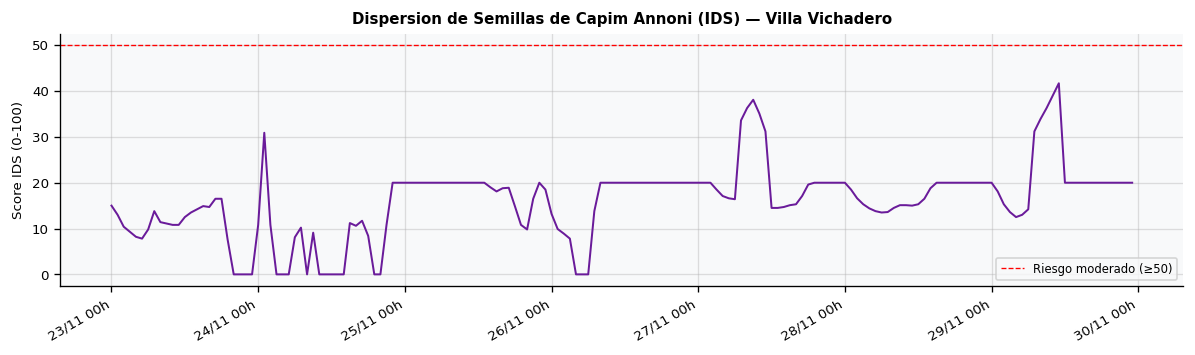 Dispersion de Semillas de Capim Annoni (IDS) — Villa Vichadero
Score IDS (0-100)
50
40
30
20
10
0
Riesgo moderado (≥50)
23/11 00h
24/11 00h
25/11 00h
26/11 00h
27/11 00h
28/11 00h
29/11 00h
30/11 00h